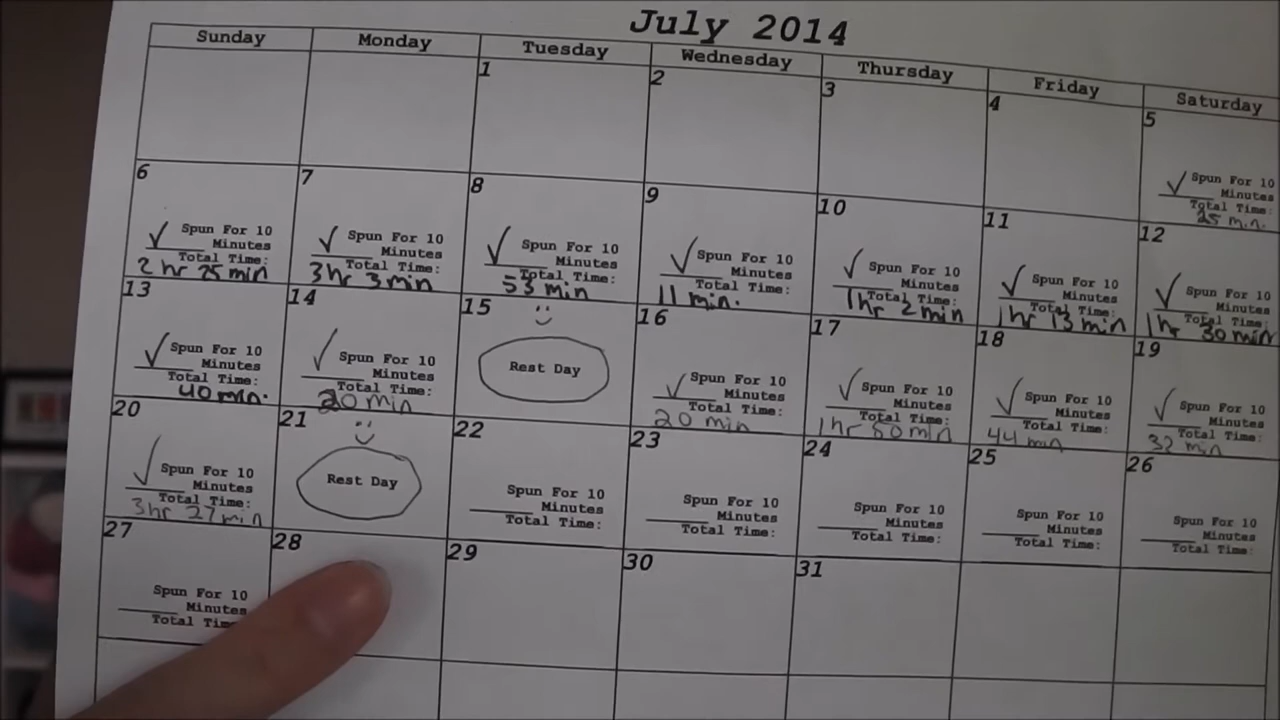 July 2014
Sunday Monday Tuesday Wednesday Thursday Friday Saturday
1 2 3 4 5
Spun For 10
Minutes
Total Time:
25 min.
6 7 8 9 10 11 12
Spun For 10 Spun For 10 Spun For 10 Spun For 10 Spun For 10 Spun For 10 Spun For 10
Minutes Minutes Minutes Minutes Minutes Minutes Minutes
Total Time: Total Time: Total Time: Total Time: Total Time: Total Time: Total Time:
2 hr 25 min 3 hr 3 min 53 min 11 min. 1 hr 2 min 1 hr 13 min 1 hr 30 min
13 14 15 16 17 18 19
Spun For 10 Spun For 10 Rest Day Spun For 10 Spun For 10 Spun For 10 Spun For 10
Minutes Minutes Minutes Minutes Minutes Minutes
Total Time: Total Time: Total Time: Total Time: Total Time: Total Time:
40 min. 20 min 20 min 1 hr 50 min 44 min 32 min
20 21 22 23 24 25 26
Spun For 10 Rest Day Spun For 10 Spun For 10 Spun For 10 Spun For 10 Spun For 10
Minutes Minutes Minutes Minutes Minutes Minutes
Total Time: Total Time: Total Time: Total Time: Total Time: Total Time:
3 hr 27 min
27 28 29 30 31
Spun For 10
Minutes
Total Time: